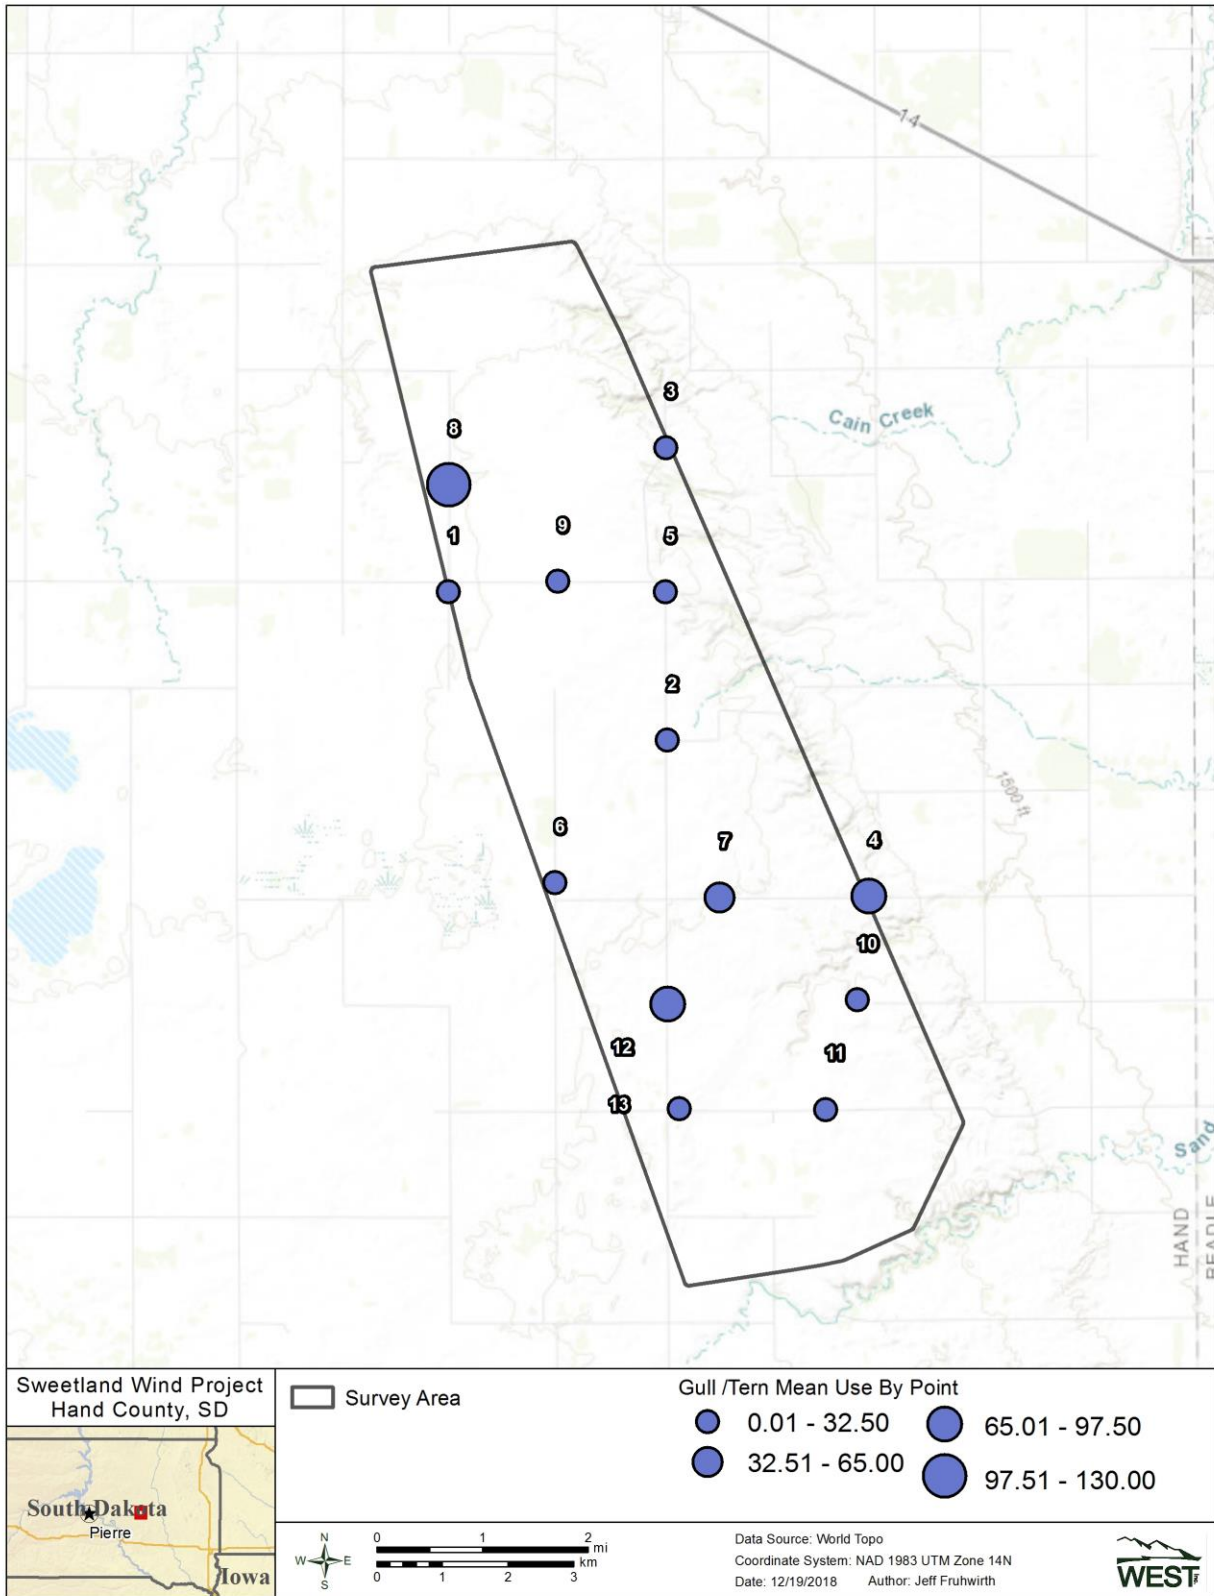 14
3
Cain Creek
8
9
1
5
2
1500 ft
6
7
4
10
12
11
13
Sand
HAND
BEADLE
Sweetland Wind Project
Hand County, SD
South Dakota
Pierre
Iowa
Survey Area
Gull /Tern Mean Use By Point
0.01 - 32.50
32.51 - 65.00
65.01 - 97.50
97.51 - 130.00
N
W E
S
0 1 2
mi
km
0 1 2 3
Data Source: World Topo
Coordinate System: NAD 1983 UTM Zone 14N
Date: 12/19/2018 Author: Jeff Fruhwirth
WEST